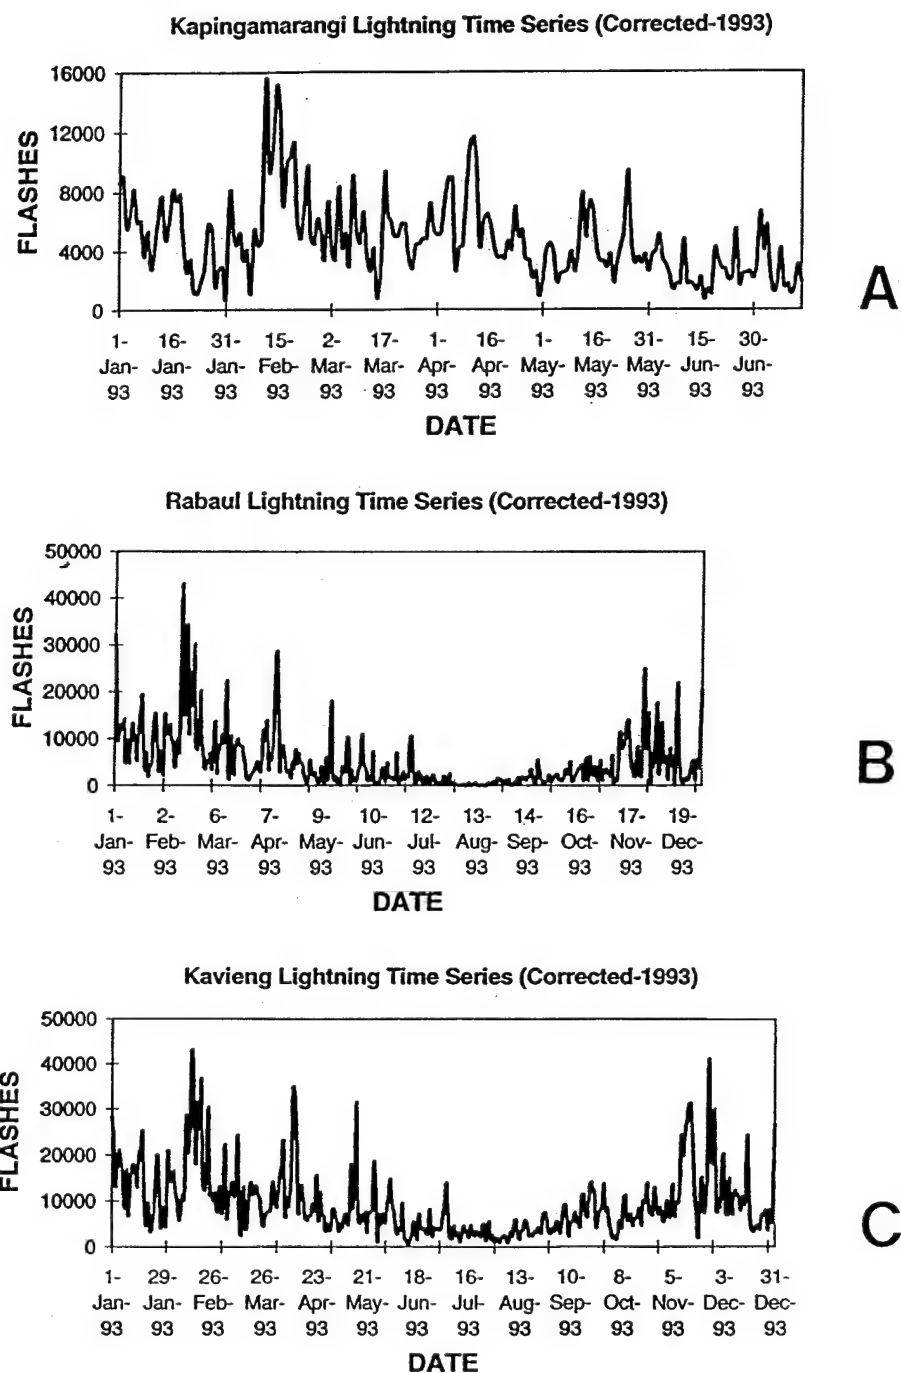 Kapingamarangi Lightning Time Series (Corrected-1993)
16000
12000
8000
4000
0
FLASHES
1- 16- 31- 15- 2- 17- 1- 16- 1- 16- 31- 15- 30-
Jan- Jan- Jan- Feb- Mar- Mar- Apr- Apr- May- May- May- Jun- Jun-
93 93 93 93 93 93 93 93 93 93 93 93 93
DATE
A
Rabaul Lightning Time Series (Corrected-1993)
50000
40000
30000
20000
10000
0
FLASHES
1- 2- 6- 7- 9- 10- 12- 13- 14- 16- 17- 19-
Jan- Feb- Mar- Apr- May- Jun- Jul- Aug- Sep- Oct- Nov- Dec-
93 93 93 93 93 93 93 93 93 93 93 93
DATE
B
Kavieng Lightning Time Series (Corrected-1993)
50000
40000
30000
20000
10000
0
FLASHES
1- 29- 26- 26- 23- 21- 18- 16- 13- 10- 8- 5- 3- 31-
Jan- Jan- Feb- Mar- Apr- May- Jun- Jul- Aug- Sep- Oct- Nov- Dec- Dec-
93 93 93 93 93 93 93 93 93 93 93 93 93 93
DATE
C